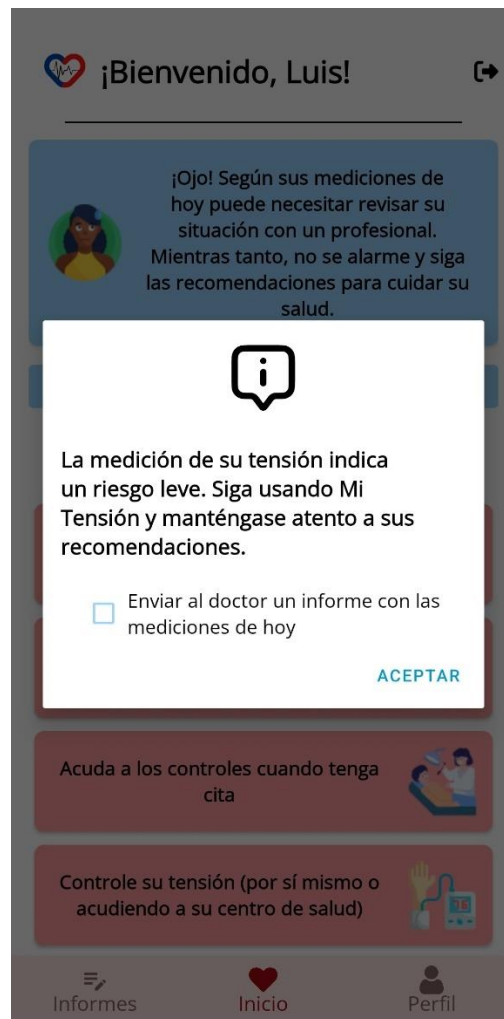 ¡Bienvenido, Luis!
¡Ojo! Según sus mediciones de
hoy puede necesitar revisar su
situación con un profesional.
Mientras tanto, no se alarme y siga
las recomendaciones para cuidar su
salud.
La medición de su tensión indica
un riesgo leve. Siga usando Mi
Tensión y manténgase atento a sus
recomendaciones.
Enviar al doctor un informe con las
mediciones de hoy
ACEPTAR
Acuda a los controles cuando tenga
cita
Controle su tensión (por sí mismo o
acudiendo a su centro de salud)
Informes
Inicio
Perfil